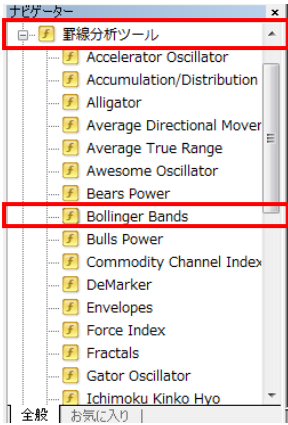 ナビゲーター
罫線分析ツール
Accelerator Oscillator
Accumulation/Distribution
Alligator
Average Directional Mover
Average True Range
Awesome Oscillator
Bears Power
Bollinger Bands
Bulls Power
Commodity Channel Index
DeMarker
Envelopes
Force Index
Fractals
Gator Oscillator
Ichimoku Kinko Hyo
全般 お気に入り